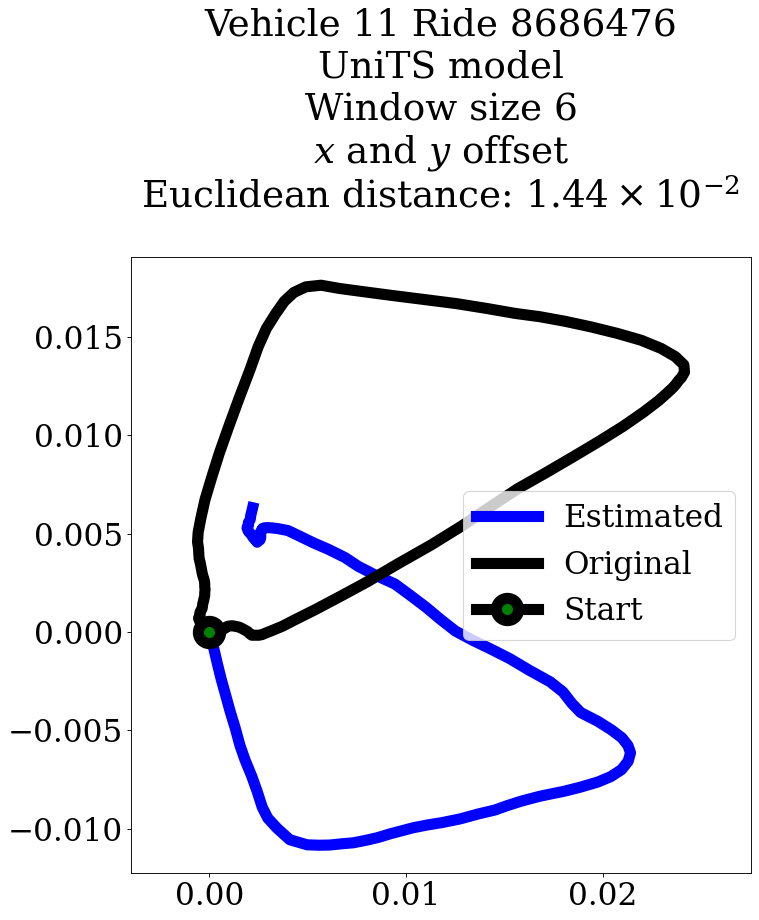 Vehicle 11 Ride 8686476
UniTS model
Window size 6
x and y offset
Euclidean distance: 1.44 × 10⁻²
0.015
0.010
0.005
0.000
−0.005
−0.010
Estimated
Original
Start
0.00 0.01 0.02